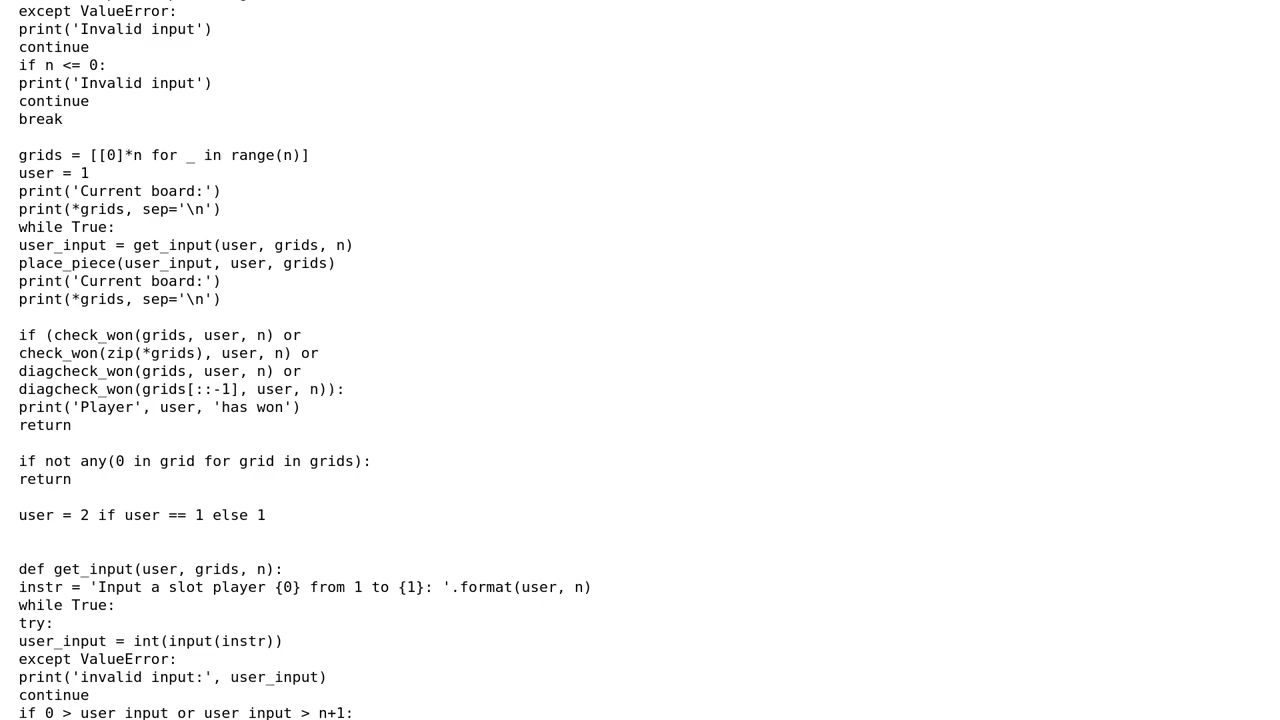 except ValueError:
print('Invalid input')
continue
if n <= 0:
print('Invalid input')
continue
break
grids = [[0]*n for _ in range(n)]
user = 1
print('Current board:')
print(*grids, sep='\n')
while True:
user_input = get_input(user, grids, n)
place_piece(user_input, user, grids)
print('Current board:')
print(*grids, sep='\n')
if (check_won(grids, user, n) or
check_won(zip(*grids), user, n) or
diagcheck_won(grids, user, n) or
diagcheck_won(grids[::-1], user, n)):
print('Player', user, 'has won')
return
if not any(0 in grid for grid in grids):
return
user = 2 if user == 1 else 1
def get_input(user, grids, n):
instr = 'Input a slot player {0} from 1 to {1}: '.format(user, n)
while True:
try:
user_input = int(input(instr))
except ValueError:
print('invalid input:', user_input)
continue
if 0 > user_input or user_input > n+1: